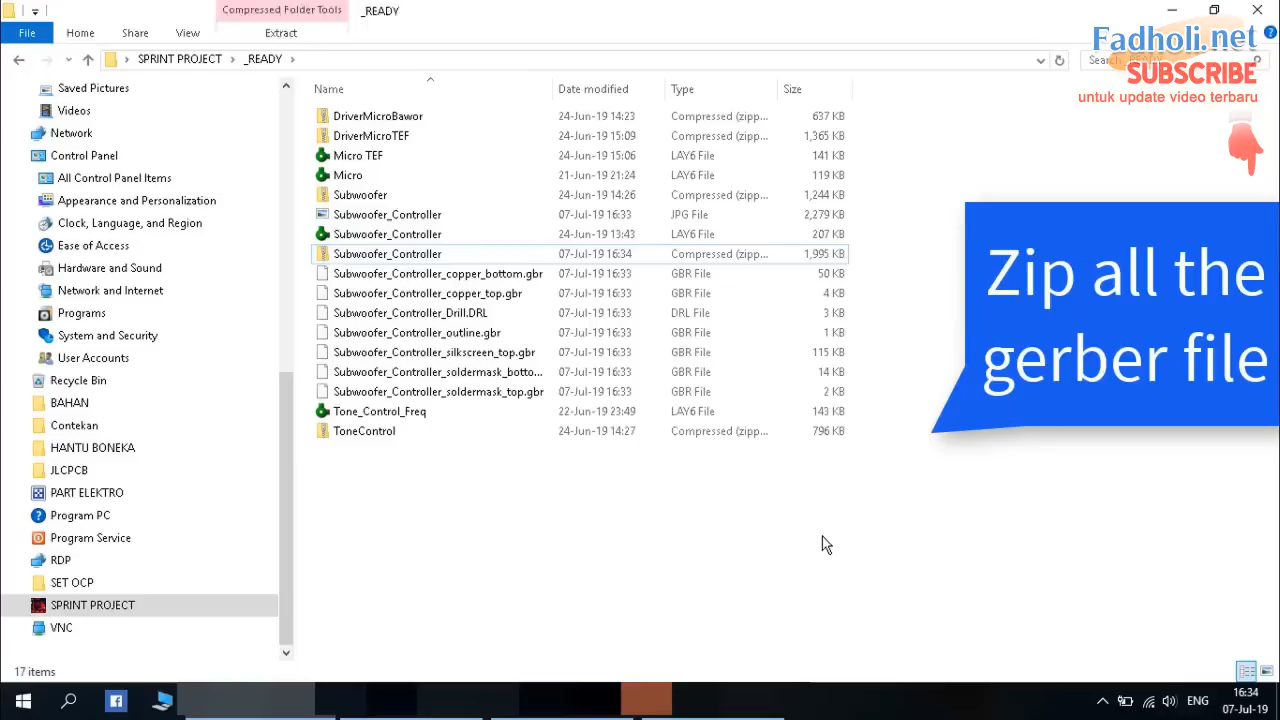 Compressed Folder Tools
_READY
File
Home
Share
View
Extract
SPRINT PROJECT
_READY
Search
Fadholi.net
SUBSCRIBE
untuk update video terbaru
Saved Pictures
Videos
Network
Control Panel
All Control Panel Items
Appearance and Personalization
Clock, Language, and Region
Ease of Access
Hardware and Sound
Network and Internet
Programs
System and Security
User Accounts
Recycle Bin
BAHAN
Contekan
HANTU BONEKA
JLCPCB
PART ELEKTRO
Program PC
Program Service
RDP
SET OCP
SPRINT PROJECT
VNC
Name Date modified Type Size
DriverMicroBawor 24-Jun-19 14:23 Compressed (zipp... 637 KB
DriverMicroTEF 24-Jun-19 15:09 Compressed (zipp... 1,365 KB
Micro TEF 24-Jun-19 15:06 LAY6 File 141 KB
Micro 21-Jun-19 21:24 LAY6 File 119 KB
Subwoofer 24-Jun-19 14:26 Compressed (zipp... 1,244 KB
Subwoofer_Controller 07-Jul-19 16:33 JPG File 2,279 KB
Subwoofer_Controller 24-Jun-19 13:43 LAY6 File 207 KB
Subwoofer_Controller 07-Jul-19 16:34 Compressed (zipp... 1,995 KB
Subwoofer_Controller_copper_bottom.gbr 07-Jul-19 16:33 GBR File 50 KB
Subwoofer_Controller_copper_top.gbr 07-Jul-19 16:33 GBR File 4 KB
Subwoofer_Controller_Drill.DRL 07-Jul-19 16:33 DRL File 3 KB
Subwoofer_Controller_outline.gbr 07-Jul-19 16:33 GBR File 1 KB
Subwoofer_Controller_silkscreen_top.gbr 07-Jul-19 16:33 GBR File 115 KB
Subwoofer_Controller_soldermask_botto... 07-Jul-19 16:33 GBR File 14 KB
Subwoofer_Controller_soldermask_top.gbr 07-Jul-19 16:33 GBR File 2 KB
Tone_Control_Freq 22-Jun-19 23:49 LAY6 File 143 KB
ToneControl 24-Jun-19 14:27 Compressed (zipp... 796 KB
Zip all the
gerber file
17 items
ENG
16:34
07-Jul-19